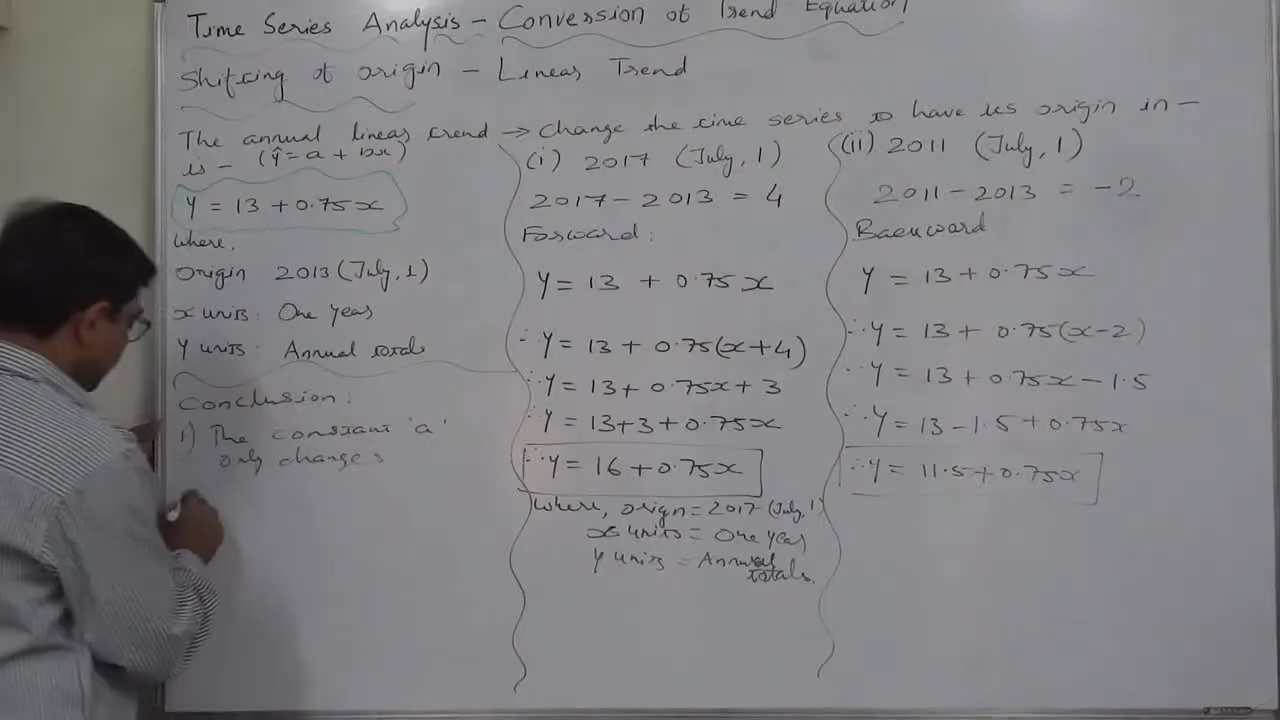 Time Series Analysis - Conversion of Trend Equation
Shifting of origin - Linear Trend
The annual linear trend → change the time series to have its origin in -
is - (ŷ = a + bx)
y = 13 + 0.75x
where,
origin 2013 (July, 1)
x units: One year
y units: Annual totals
Conclusion:
1) The constant 'a'
only changes
(i) 2017 (July, 1)
2017 - 2013 = 4
Forward:
y = 13 + 0.75x
∴ y = 13 + 0.75(x+4)
∴ y = 13 + 0.75x + 3
∴ y = 13+3+0.75x
∴ y = 16 + 0.75x
where, origin = 2017 (July, 1)
x units = One year
y units = Annual
totals.
(ii) 2011 (July, 1)
2011 - 2013 = -2
Backward
y = 13 + 0.75x
∴ y = 13 + 0.75(x-2)
∴ y = 13 + 0.75x - 1.5
∴ y = 13 - 1.5 + 0.75x
∴ y = 11.5 + 0.75x